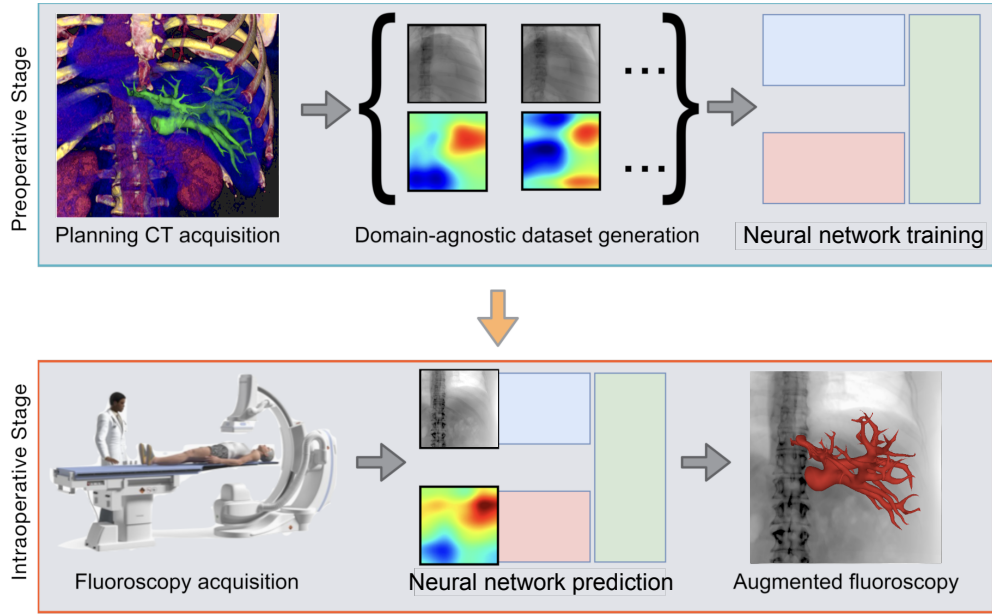 Preoperative Stage
Planning CT acquisition
Domain-agnostic dataset generation
Neural network training
Intraoperative Stage
Fluoroscopy acquisition
Neural network prediction
Augmented fluoroscopy